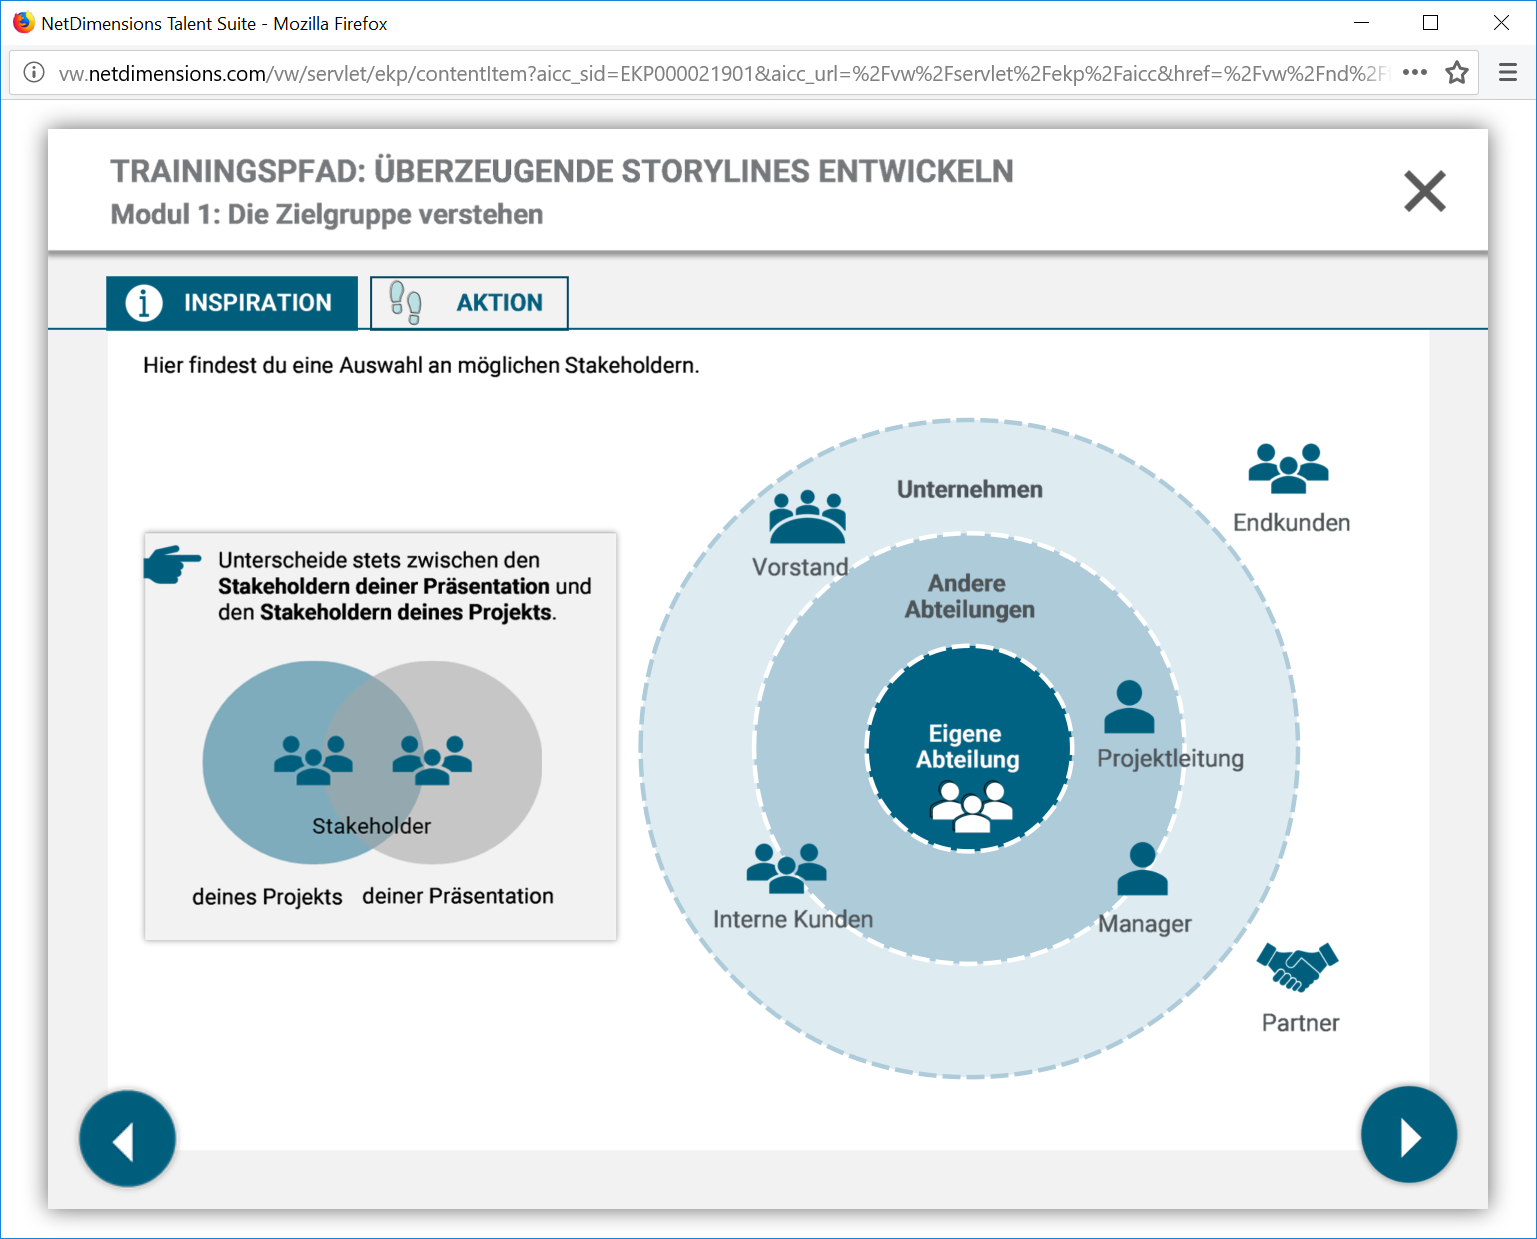 NetDimensions Talent Suite - Mozilla Firefox
vw.netdimensions.com/vw/servlet/ekp/contentItem?aicc_sid=EKP000021901&aicc_url=%2Fvw%2Fservlet%2Fekp%2Faicc&href=%2Fvw%2Fnd%2F
TRAININGSPFAD: ÜBERZEUGENDE STORYLINES ENTWICKELN
Modul 1: Die Zielgruppe verstehen
INSPIRATION
AKTION
Hier findest du eine Auswahl an möglichen Stakeholdern.
Unterscheide stets zwischen den
Stakeholdern deiner Präsentation und
den Stakeholdern deines Projekts.
Stakeholder
deines Projekts
deiner Präsentation
Unternehmen
Vorstand
Endkunden
Andere
Abteilungen
Eigene
Abteilung
Projektleitung
Interne Kunden
Manager
Partner